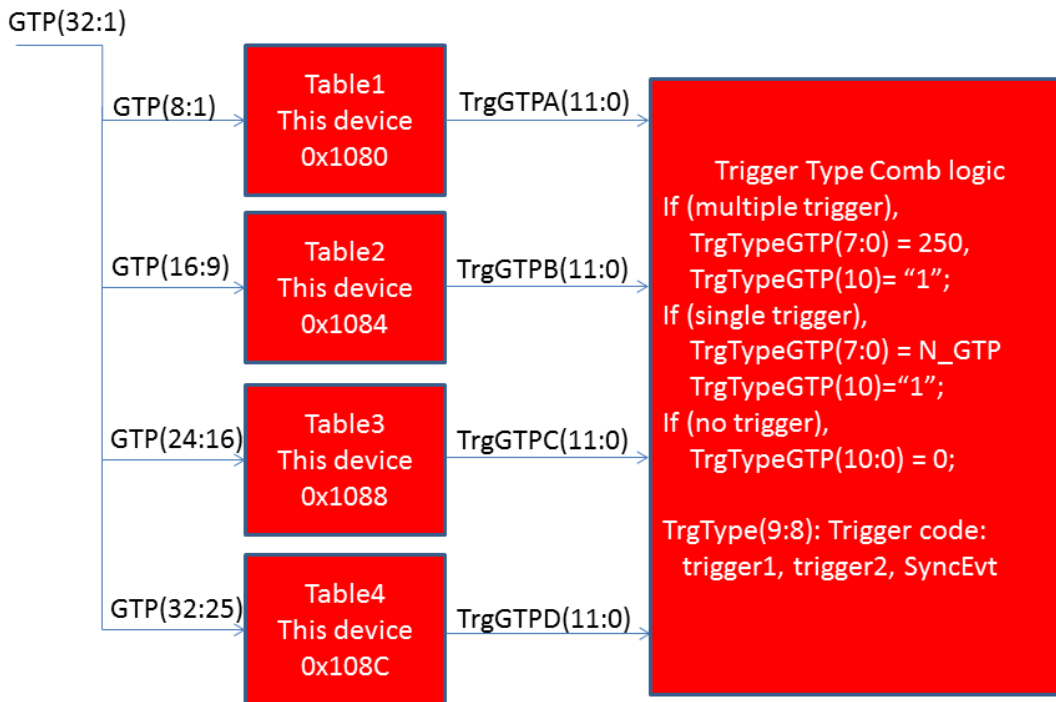 GTP(32:1)
GTP(8:1)
Table1
This device
0x1080
TrgGTPA(11:0)
GTP(16:9)
Table2
This device
0x1084
TrgGTPB(11:0)
GTP(24:16)
Table3
This device
0x1088
TrgGTPC(11:0)
GTP(32:25)
Table4
This device
0x108C
TrgGTPD(11:0)
Trigger Type Comb logic
If (multiple trigger),
TrgTypeGTP(7:0) = 250,
TrgTypeGTP(10)= “1”;
If (single trigger),
TrgTypeGTP(7:0) = N_GTP
TrgTypeGTP(10)=“1”;
If (no trigger),
TrgTypeGTP(10:0) = 0;
TrgType(9:8): Trigger code:
trigger1, trigger2, SyncEvt